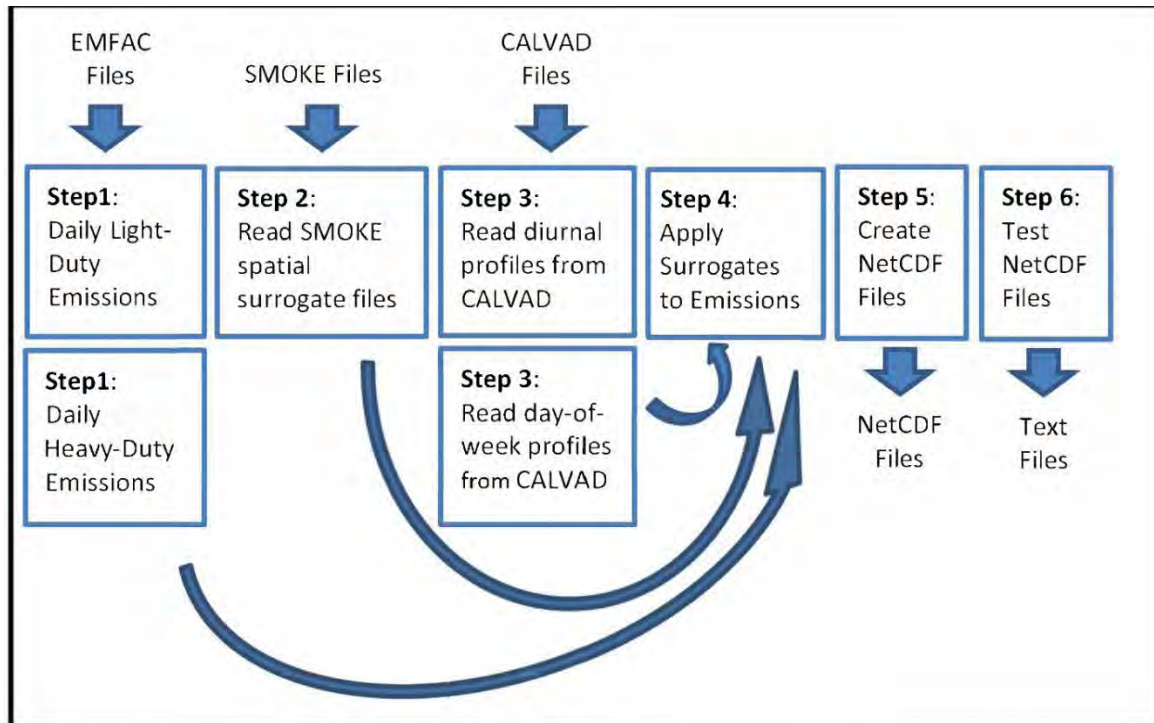 EMFAC
Files
SMOKE Files
CALVAD
Files
Step1:
Daily Light-
Duty
Emissions
Step 2:
Read SMOKE
spatial
surrogate files
Step 3:
Read diurnal
profiles from
CALVAD
Step 4:
Apply
Surrogates
to Emissions
Step 5:
Create
NetCDF
Files
Step 6:
Test
NetCDF
Files
Step1:
Daily
Heavy-Duty
Emissions
Step 3:
Read day-of-
week profiles
from CALVAD
NetCDF
Files
Text
Files